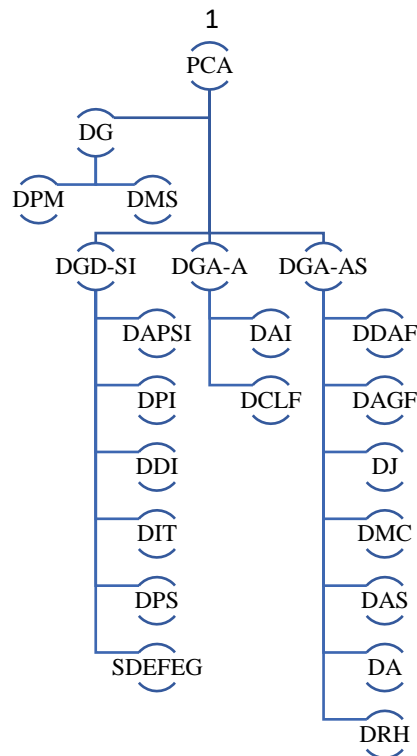 1
PCA
DG
DPM DMS
DGD-SI DGA-A DGA-AS
DAPSI DAI DDAF
DPI DCLF DAGF
DDI DJ
DIT DMC
DPS DAS
SDEFEG DA
DRH